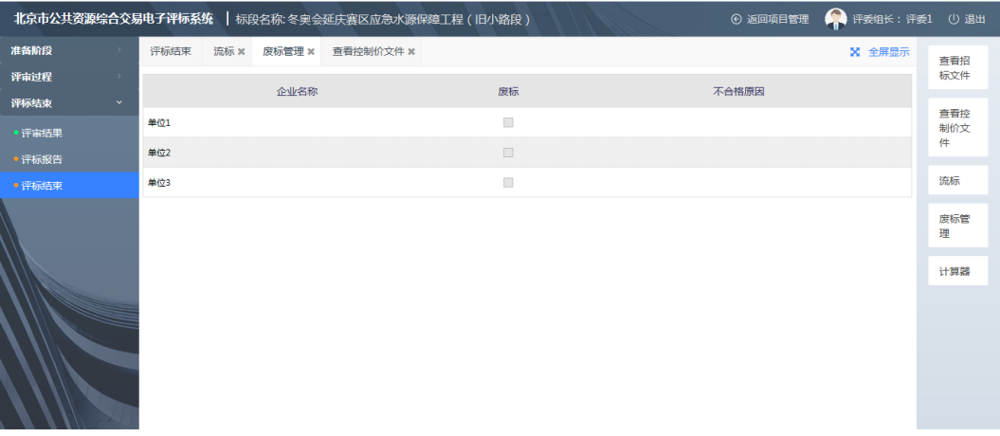 北京市公共资源综合交易电子评标系统 标段名称:冬奥会延庆赛区应急水源保障工程(旧小路段) 返回项目管理 评委组长:评委1 退出
准备阶段
评审过程
评标结束
评审结果
评标报告
评标结束
评标结束 流标 废标管理 查看控制价文件 全屏显示
企业名称 废标 不合格原因
单位1
单位2
单位3
查看招
标文件
查看控
制价文
件
流标
废标管
理
计算器